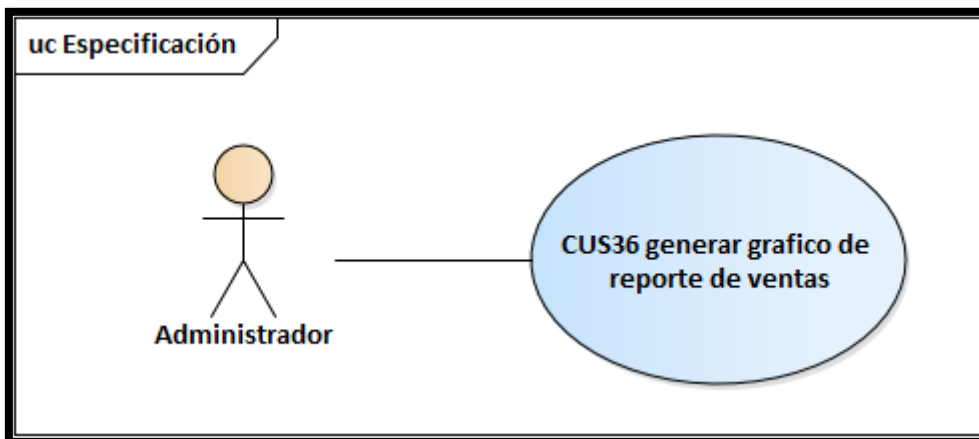 uc Especificación
CUS36 generar grafico de
reporte de ventas
Administrador